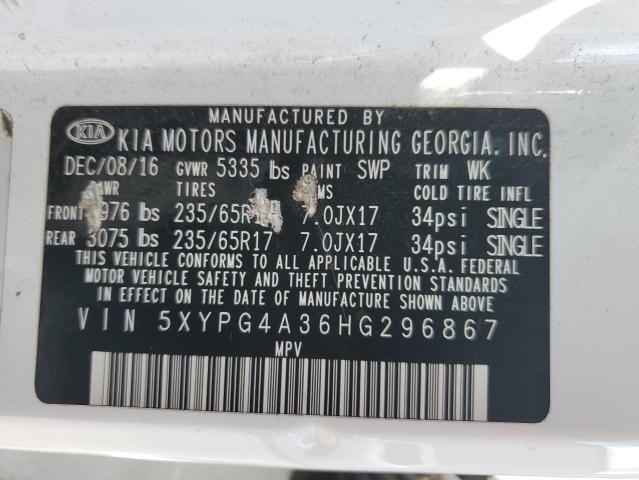 MANUFACTURED BY
KIA KIA MOTORS MANUFACTURING GEORGIA, INC.
DEC/08/16 GVWR 5335 lbs PAINT SWP TRIM WK
TIRES COLD TIRE INFL
FRONT lbs 235/65R17 7.0JX17 34psi SINGLE
REAR 3075 lbs 235/65R17 7.0JX17 34psi SINGLE
THIS VEHICLE CONFORMS TO ALL APPLICABLE U.S.A. FEDERAL
MOTOR VEHICLE SAFETY AND THEFT PREVENTION STANDARDS
IN EFFECT ON THE DATE OF MANUFACTURE SHOWN ABOVE.
VIN 5XYPG4A36HG296867
MPV